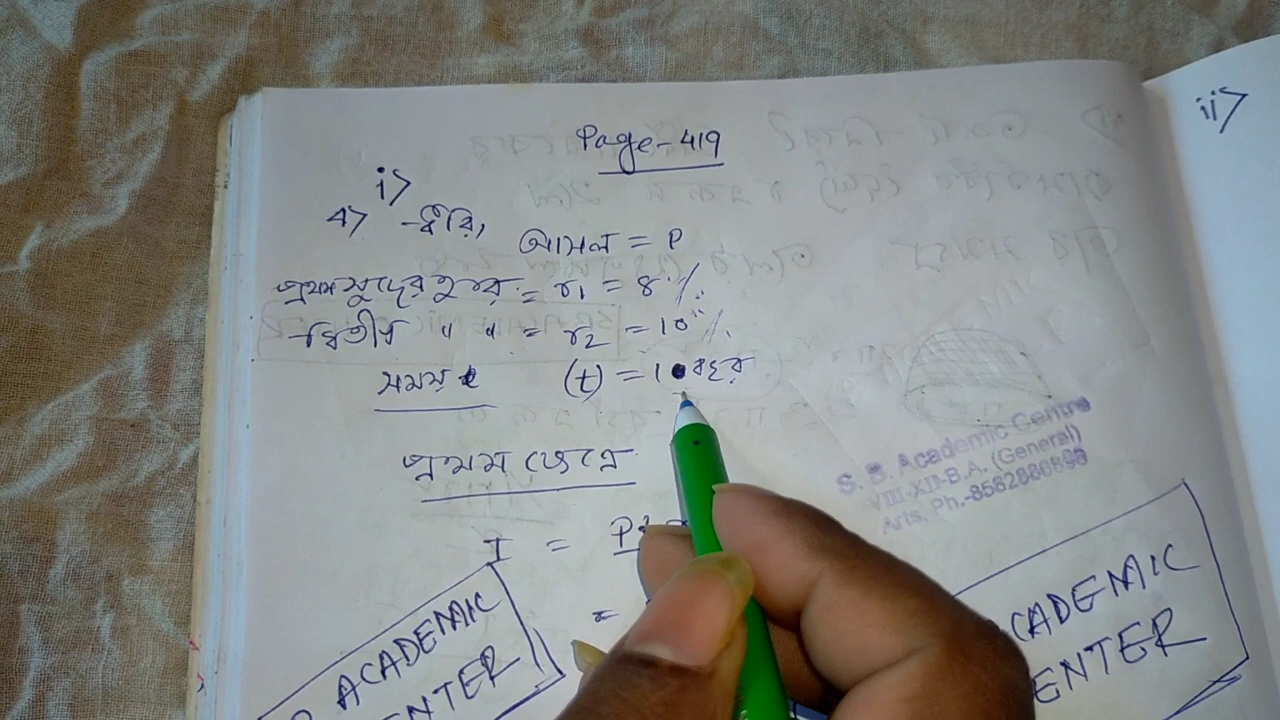 Page-419
ii>
i>
4> ধরি,
আসল = P
প্রথম সুদের হার = r1 = 8%
দ্বিতীয় " " = r2 = 10%
সময় (t) = 1 বছর
প্রথম ক্ষেত্রে
I =
=
S. B. Academic Centre
VIII-XII-B.A. (General)
Arts, Ph.-8582886898
ACADEMIC
ENTER
CADEMIC
ENTER